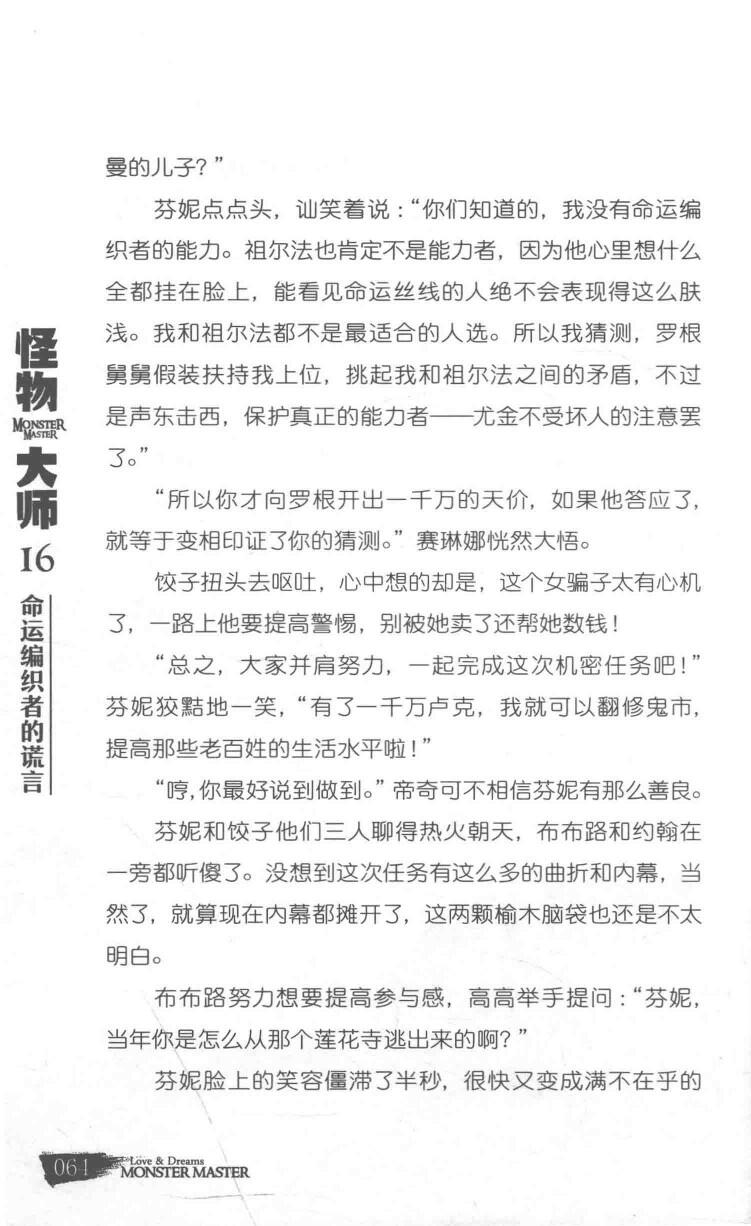 曼的儿子？”
芬妮点点头，讪笑着说：“你们知道的，我没有命运编
织者的能力。祖尔法也肯定不是能力者，因为他心里想什么
全都挂在脸上，能看见命运丝线的人绝不会表现得这么肤
浅。我和祖尔法都不是最适合的人选。所以我猜测，罗根
舅舅假装扶持我上位，挑起我和祖尔法之间的矛盾，不过
是声东击西，保护真正的能力者——尤金不受坏人的注意罢
了。”
“所以你才向罗根开出一千万的天价，如果他答应了，
就等于变相印证了你的猜测。”赛琳娜恍然大悟。
饺子扭头去呕吐，心中想的却是，这个女骗子太有心机
了，一路上他要提高警惕，别被她卖了还帮她数钱！
“总之，大家并肩努力，一起完成这次机密任务吧！”
芬妮狡黠地一笑，“有了一千万卢克，我就可以翻修鬼市，
提高那些老百姓的生活水平啦！”
“哼，你最好说到做到。”帝奇可不相信芬妮有那么善良。
芬妮和饺子他们三人聊得热火朝天，布布路和约翰在
一旁都听傻了。没想到这次任务有这么多的曲折和内幕，当
然了，就算现在内幕都摊开了，这两颗榆木脑袋也还是不太
明白。
布布路努力想要提高参与感，高高举手提问：“芬妮，
当年你是怎么从那个莲花寺逃出来的啊？”
芬妮脸上的笑容僵滞了半秒，很快又变成满不在乎的
怪物
MONSTER
MASTER
大师
16
命运编织者的谎言
064
Love & Dreams
MONSTER MASTER